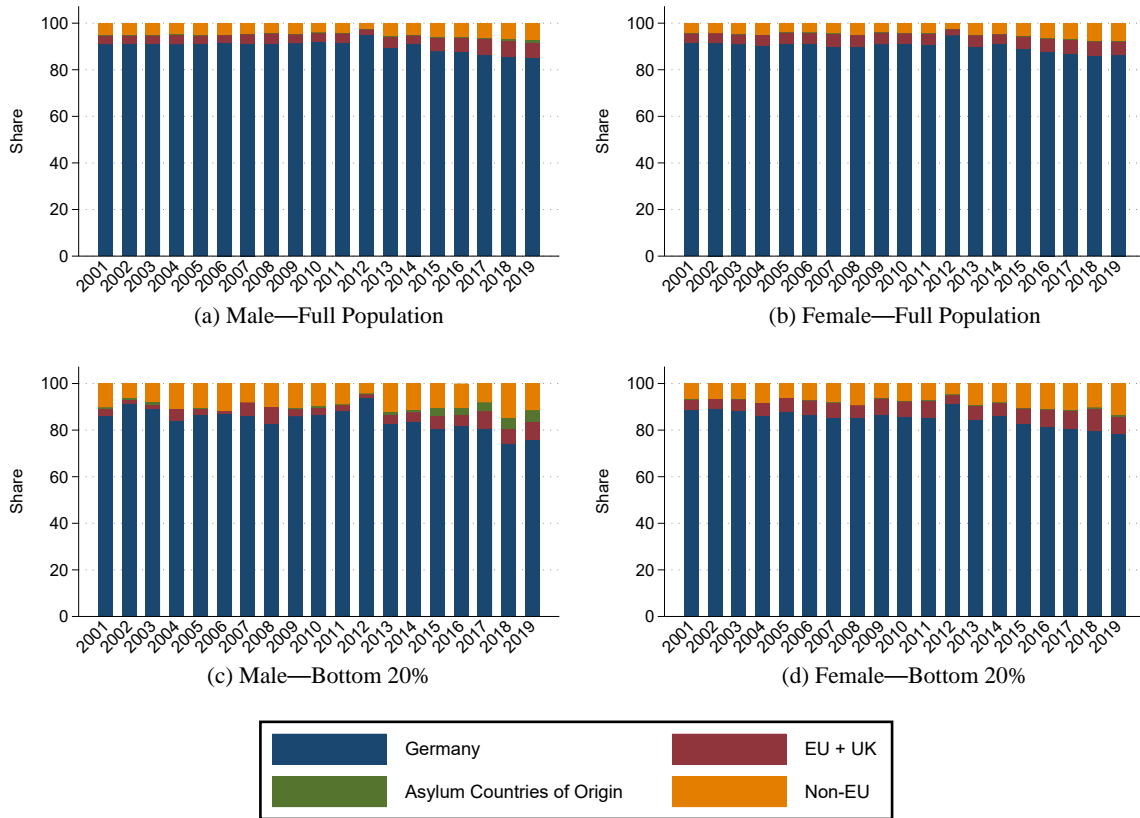 100
80
60
40
20
0
Share
2001 2002 2003 2004 2005 2006 2007 2008 2009 2010 2011 2012 2013 2014 2015 2016 2017 2018 2019
(a) Male—Full Population
100
80
60
40
20
0
Share
2001 2002 2003 2004 2005 2006 2007 2008 2009 2010 2011 2012 2013 2014 2015 2016 2017 2018 2019
(b) Female—Full Population
100
80
60
40
20
0
Share
2001 2002 2003 2004 2005 2006 2007 2008 2009 2010 2011 2012 2013 2014 2015 2016 2017 2018 2019
(c) Male—Bottom 20%
100
80
60
40
20
0
Share
2001 2002 2003 2004 2005 2006 2007 2008 2009 2010 2011 2012 2013 2014 2015 2016 2017 2018 2019
(d) Female—Bottom 20%
Germany
EU + UK
Asylum Countries of Origin
Non-EU